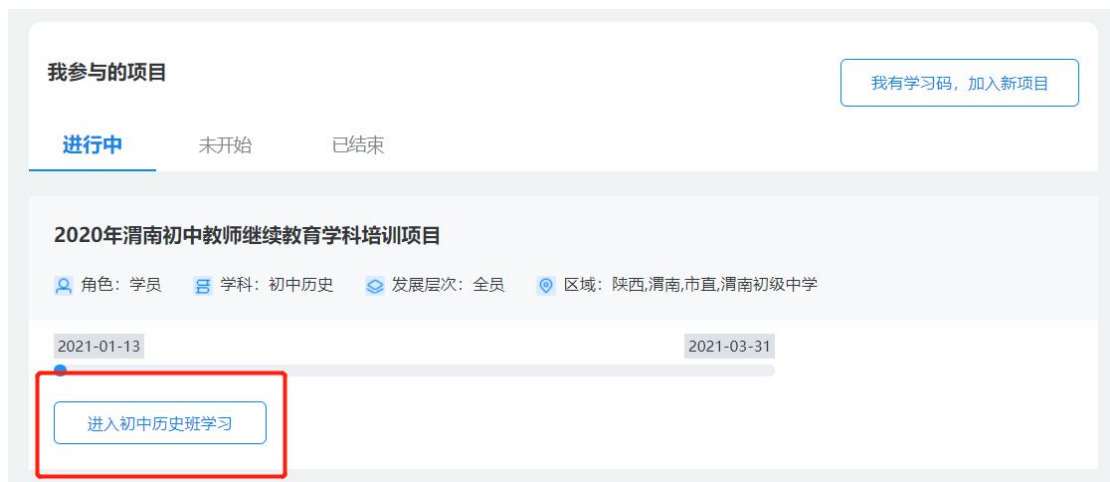 我参与的项目
我有学习码，加入新项目
进行中 未开始 已结束
2020年渭南初中教师继续教育学科培训项目
角色：学员 学科：初中历史 发展层次：全员 区域：陕西,渭南,市直,渭南初级中学
2021-01-13 2021-03-31
进入初中历史班学习